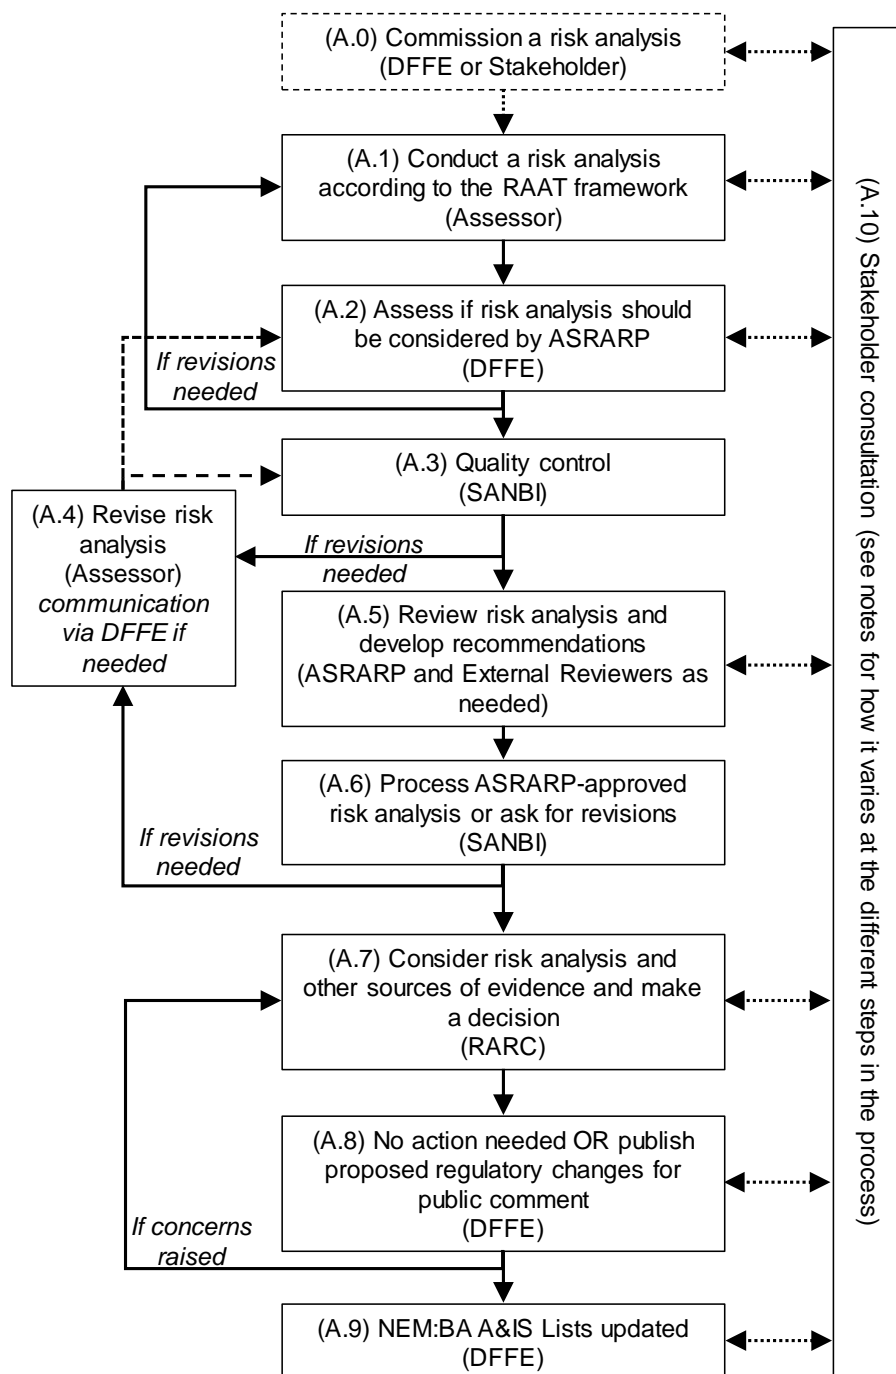 (A.0) Commission a risk analysis
(DFFE or Stakeholder)
(A.1) Conduct a risk analysis
according to the RAAT framework
(Assessor)
(A.2) Assess if risk analysis should
be considered by ASRARP
(DFFE)
If revisions
needed
(A.3) Quality control
(SANBI)
(A.4) Revise risk
analysis
(Assessor)
communication
via DFFE if
needed
If revisions
needed
(A.5) Review risk analysis and
develop recommendations
(ASRARP and External Reviewers as
needed)
(A.6) Process ASRARP-approved
risk analysis or ask for revisions
(SANBI)
If revisions
needed
(A.7) Consider risk analysis and
other sources of evidence and make
a decision
(RARC)
(A.8) No action needed OR publish
proposed regulatory changes for
public comment
(DFFE)
If concerns
raised
(A.9) NEM:BA A&IS Lists updated
(DFFE)
(A.10) Stakeholder consultation (see notes for how it varies at the different steps in the process)